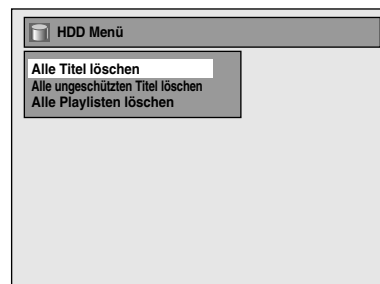 HDD Menü
Alle Titel löschen
Alle ungeschützten Titel löschen
Alle Playlisten löschen